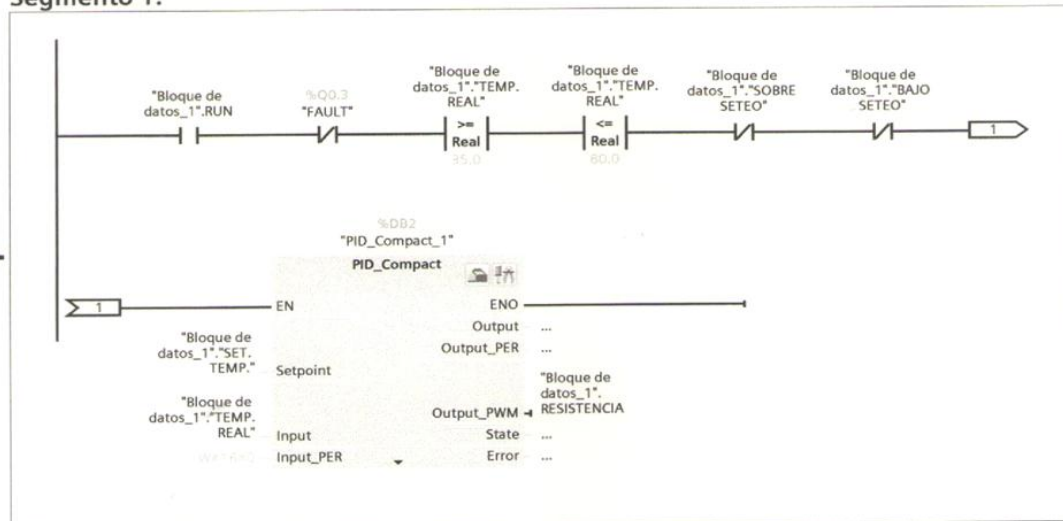 Segmento 1:
"Bloque de
datos_1".RUN
%Q0.3
"FAULT"
"Bloque de
datos_1"."TEMP.
REAL"
>=
Real
35.0
"Bloque de
datos_1"."TEMP.
REAL"
<=
Real
80.0
"Bloque de
datos_1"."SOBRE
SETEO"
"Bloque de
datos_1"."BAJO
SETEO"
1
%DB2
"PID_Compact_1"
PID_Compact
1
EN
ENO
Output ...
Output_PER ...
"Bloque de
datos_1"."SET.
TEMP."
Setpoint
"Bloque de
datos_1".
RESISTENCIA
Output_PWM
"Bloque de
datos_1"."TEMP.
REAL"
Input
State ...
Input_PER
Error ...